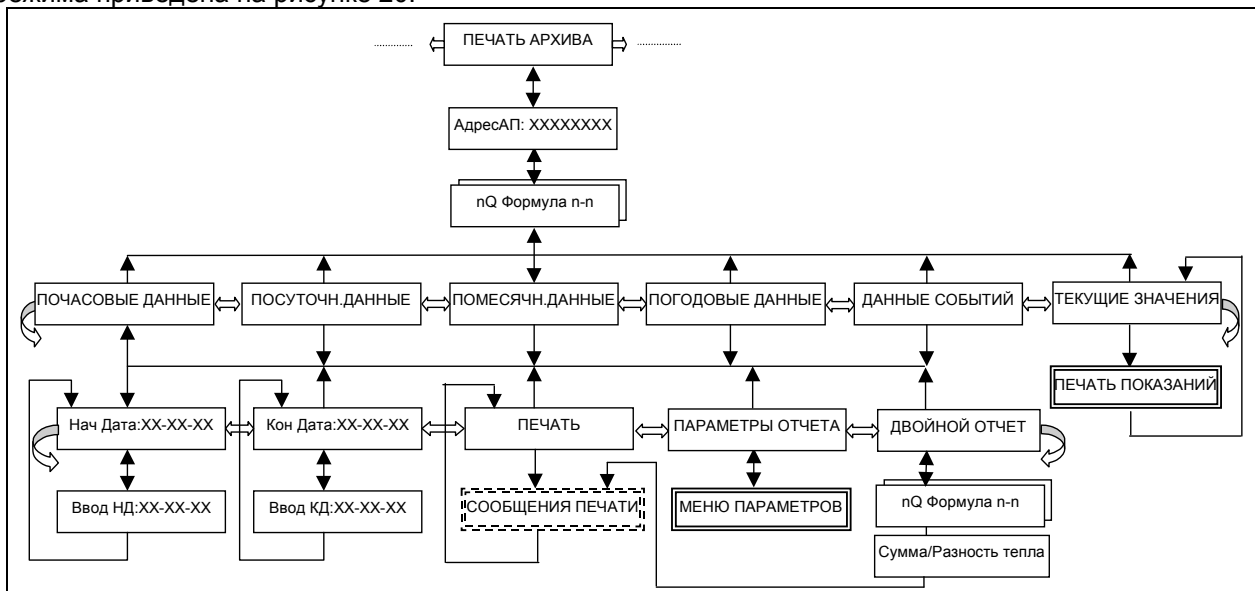 режима приведена на рисунке 20.
ПЕЧАТЬ АРХИВА
АдресАП: XXXXXXXX
nQ Формула n-n
ПОЧАСОВЫЕ ДАННЫЕ
ПОСУТОЧН.ДАННЫЕ
ПОМЕСЯЧН.ДАННЫЕ
ПОГОДОВЫЕ ДАННЫЕ
ДАННЫЕ СОБЫТИЙ
ТЕКУЩИЕ ЗНАЧЕНИЯ
ПЕЧАТЬ ПОКАЗАНИЙ
Нач Дата:XX-XX-XX
Кон Дата:XX-XX-XX
ПЕЧАТЬ
ПАРАМЕТРЫ ОТЧЕТА
ДВОЙНОЙ ОТЧЕТ
Ввод НД:XX-XX-XX
Ввод КД:XX-XX-XX
СООБЩЕНИЯ ПЕЧАТИ
МЕНЮ ПАРАМЕТРОВ
nQ Формула n-n
Сумма/Разность тепла